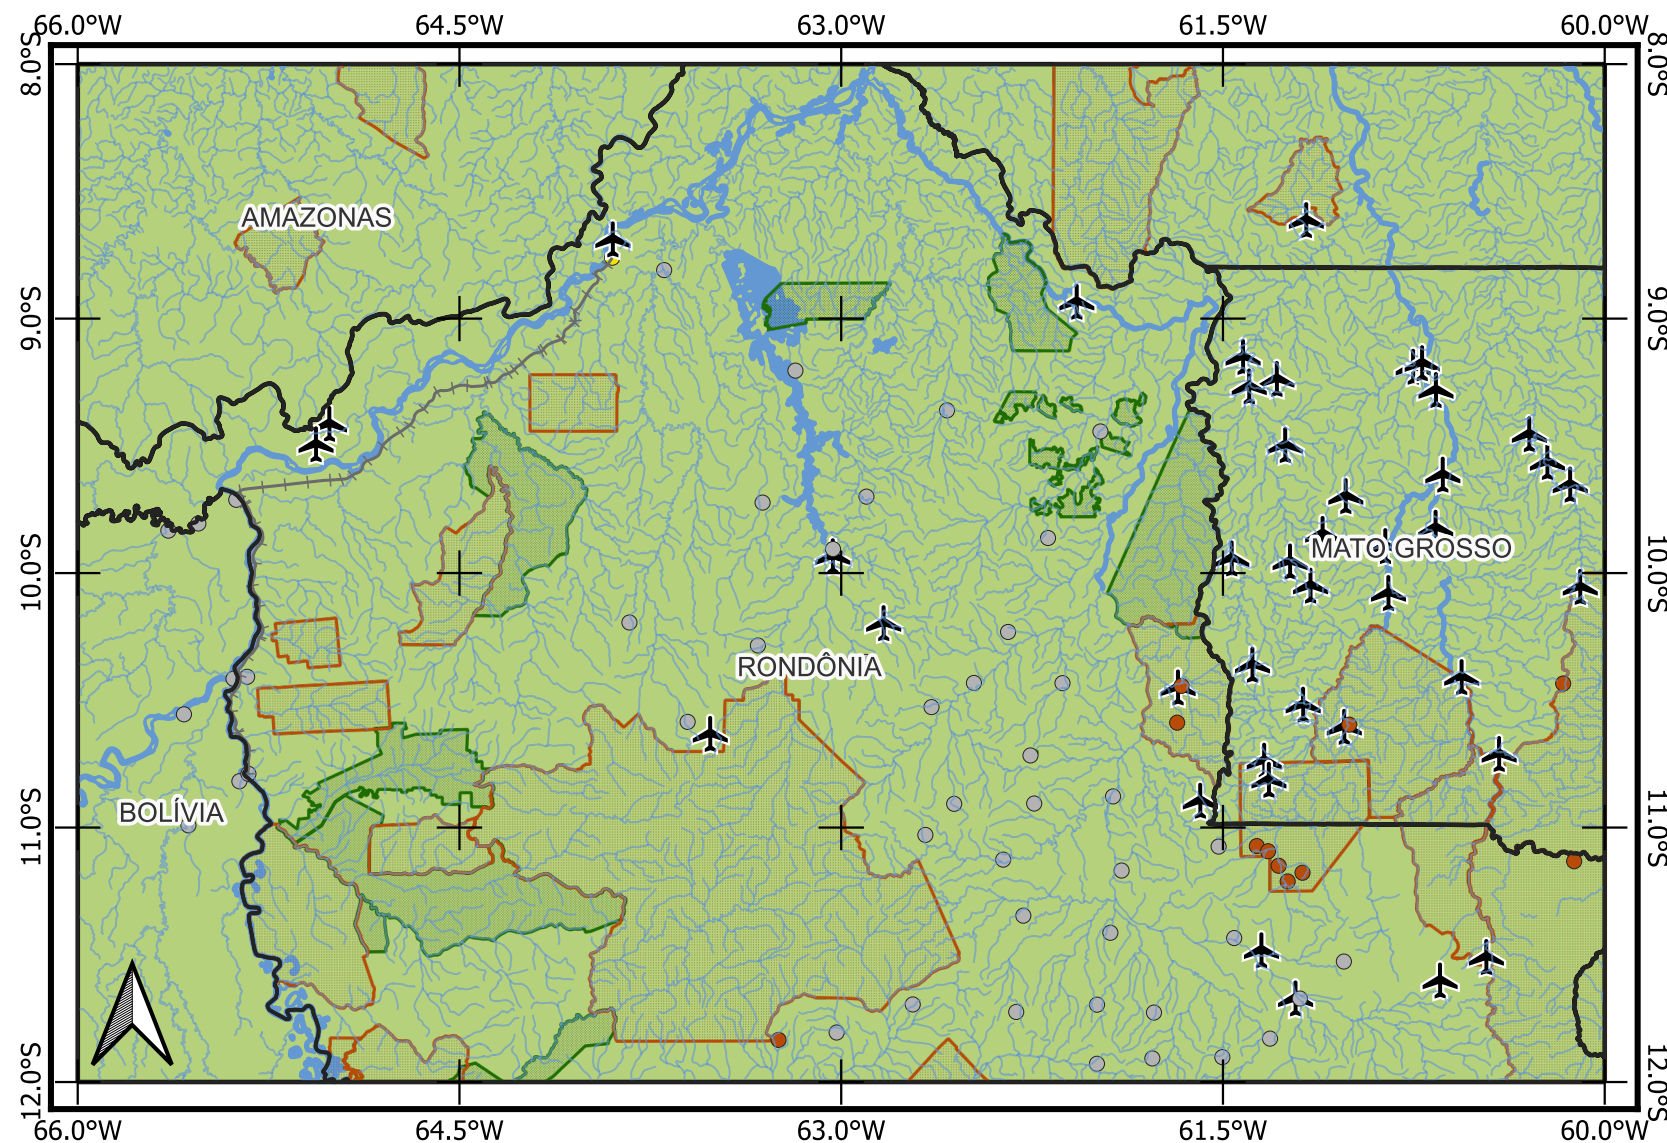 66.0°W 64.5°W 63.0°W 61.5°W 60.0°W
8.0°S 8.0°S
AMAZONAS
9.0°S 9.0°S
MATO GROSSO
10.0°S 10.0°S
RONDÔNIA
BOLÍVIA
11.0°S 11.0°S
12.0°S 12.0°S
66.0°W 64.5°W 63.0°W 61.5°W 60.0°W